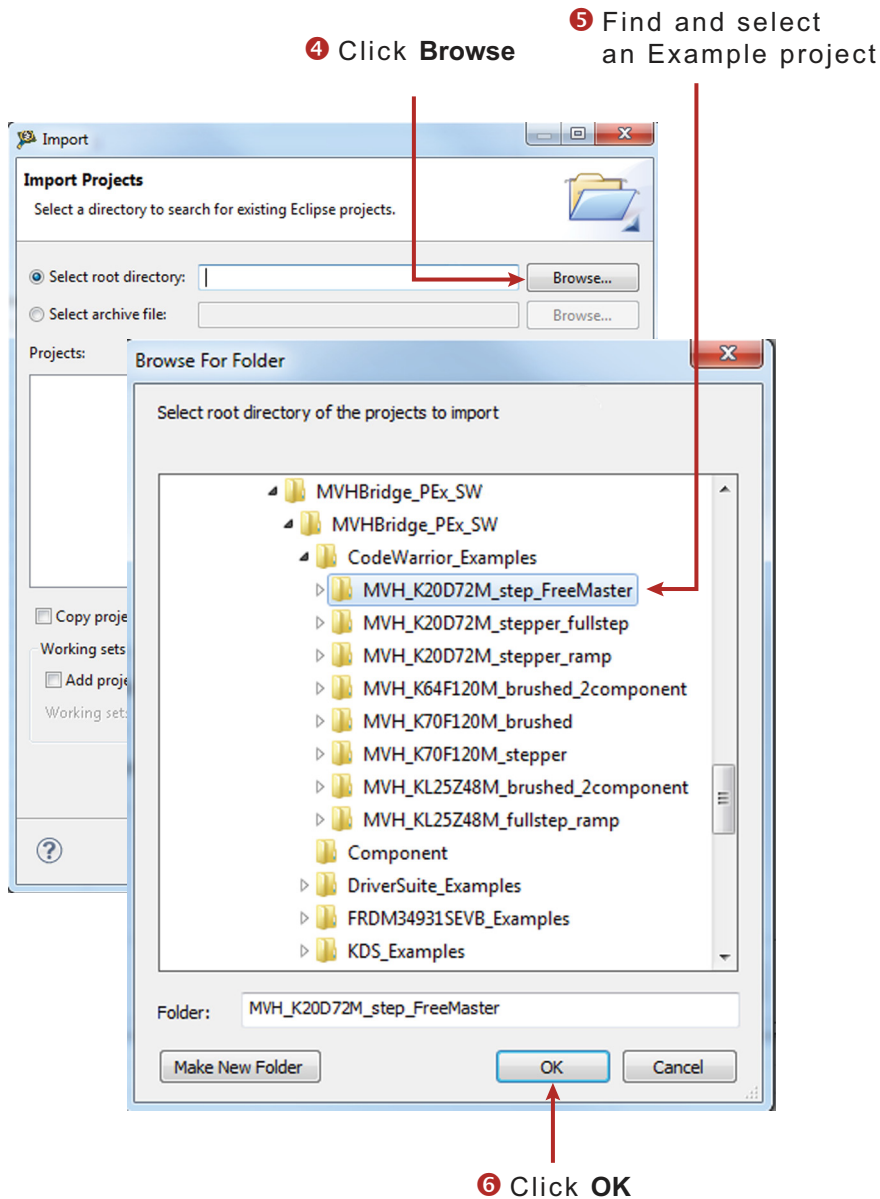 ❺ Find and select
an Example project
❹ Click Browse
Import
Import Projects
Select a directory to search for existing Eclipse projects.
Select root directory:
Browse...
Select archive file:
Browse...
Projects:
Browse For Folder
Select root directory of the projects to import
MVHBridge_PEx_SW
MVHBridge_PEx_SW
CodeWarrior_Examples
MVH_K20D72M_step_FreeMaster
MVH_K20D72M_stepper_fullstep
MVH_K20D72M_stepper_ramp
MVH_K64F120M_brushed_2component
MVH_K70F120M_brushed
MVH_K70F120M_stepper
MVH_KL25Z48M_brushed_2component
MVH_KL25Z48M_fullstep_ramp
Component
DriverSuite_Examples
FRDM34931SEVB_Examples
KDS_Examples
Copy proje
Working sets
Add proje
Working set
Folder: MVH_K20D72M_step_FreeMaster
Make New Folder
OK
Cancel
❻ Click OK